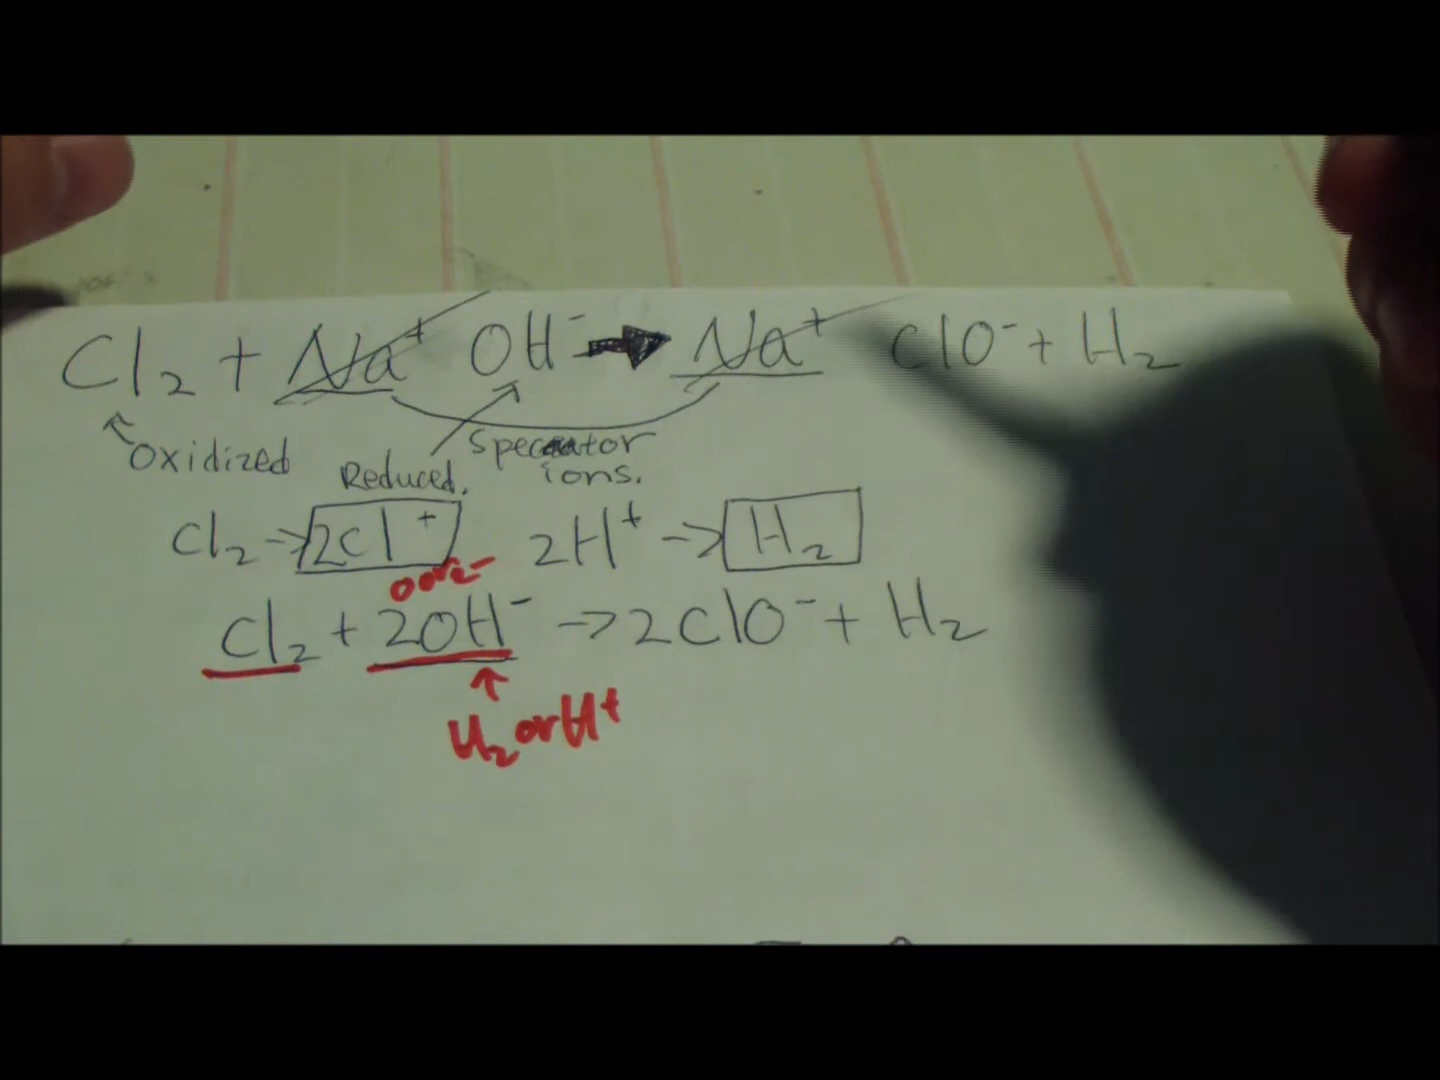 Cl₂ + Na⁺ OH⁻ → Na⁺ ClO⁻ + H₂
Oxidized
Reduced.
Spectator
ions.
Cl₂ → 2Cl⁺ 2H⁺ → H₂
Cl₂ + 2OH⁻ → 2ClO⁻ + H₂
H₂ or H⁺